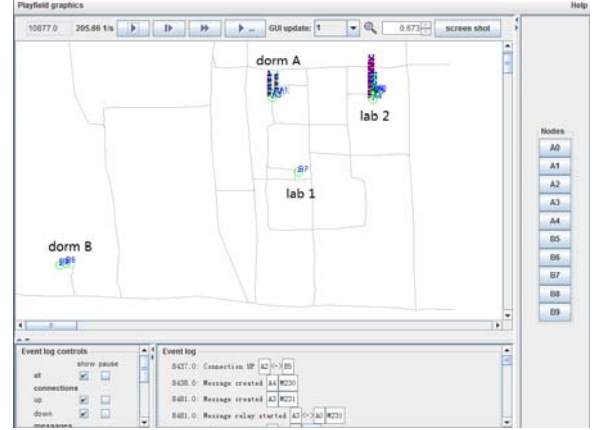 Playfield graphics
Help
10877.0 205.66 1/s ... GUI update: 1 0.673 screen shot
dorm A
lab 2
B7
lab 1
dorm B
Nodes
A0
A1
A2
A3
A4
B5
B6
B7
B8
B9
Event log controls
show pause
at
connections
up
down
messages
Event log
8437.0: Connection UP A2 <-> B5
8438.0: Message created A4 M230
8481.0: Message created A3 M231
8481.0: Message relay started A3 <-> A0 M231